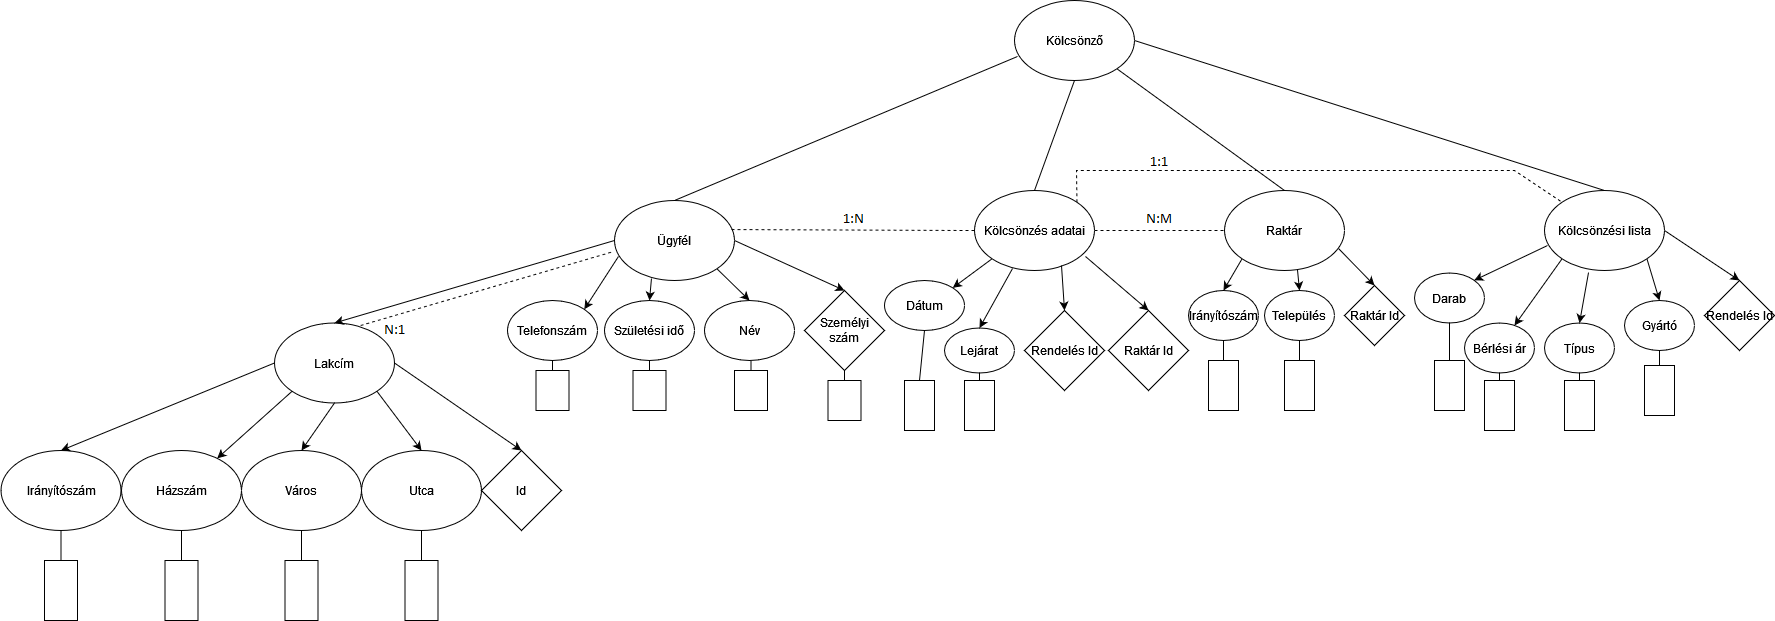 Kölcsönző
1:1
1:N
N:M
Ügyfél
Kölcsönzés adatai
Raktár
Kölcsönzési lista
N:1
Telefonszám
Születési idő
Név
Személyi
szám
Dátum
Lejárat
Rendelés Id
Raktár Id
Irányítószám
Település
Raktár Id
Darab
Bérlési ár
Típus
Gyártó
Rendelés Id
Lakcím
Irányítószám
Házszám
Város
Utca
Id